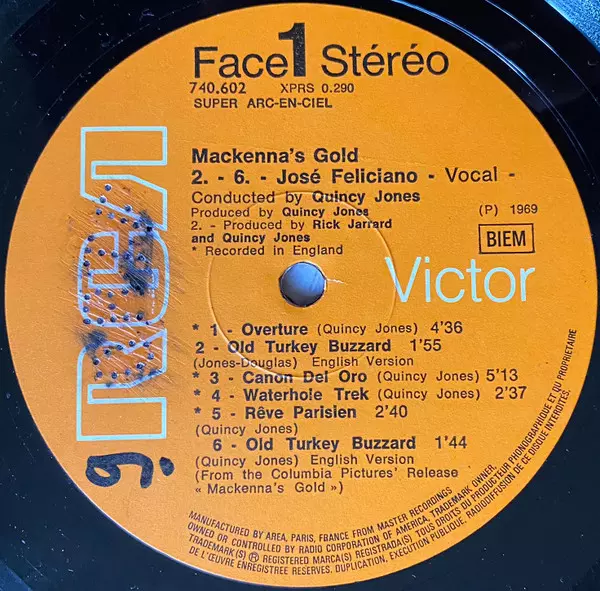 Face 1 Stéréo
740.602 XPRS 0.290
SUPER ARC-EN-CIEL
Mackenna's Gold
2. - 6. - José Feliciano - Vocal -
Conducted by Quincy Jones
Produced by Quincy Jones
2. - Produced by Rick Jarrard
and Quincy Jones
* Recorded in England
(P) 1969
BIEM
RCA
Victor
* 1 - Overture (Quincy Jones) 4'36
2 - Old Turkey Buzzard 1'55
(Jones-Douglas) English Version
* 3 - Canon Del Oro (Quincy Jones) 5'13
* 4 - Waterhole Trek (Quincy Jones) 2'37
* 5 - Rêve Parisien 2'40
(Quincy Jones)
6 - Old Turkey Buzzard 1'44
(Quincy Jones) English Version
(From the Columbia Pictures' Release
« Mackenna's Gold »)
MANUFACTURED BY AREA, PARIS, FRANCE FROM MASTER RECORDINGS
OWNED OR CONTROLLED BY RADIO CORPORATION OF AMERICA, TRADEMARK OWNER,
TRADEMARK(S) ® REGISTERED MARCA(S) REGISTRADA(S) TOUS DROITS DU PRODUCTEUR PHONOGRAPHIQUE ET DU PROPRIETAIRE
DE L'ŒUVRE ENREGISTREE RESERVES. DUPLICATION, EXECUTION PUBLIQUE, RADIODIFFUSION DE CE DISQUE INTERDITES.